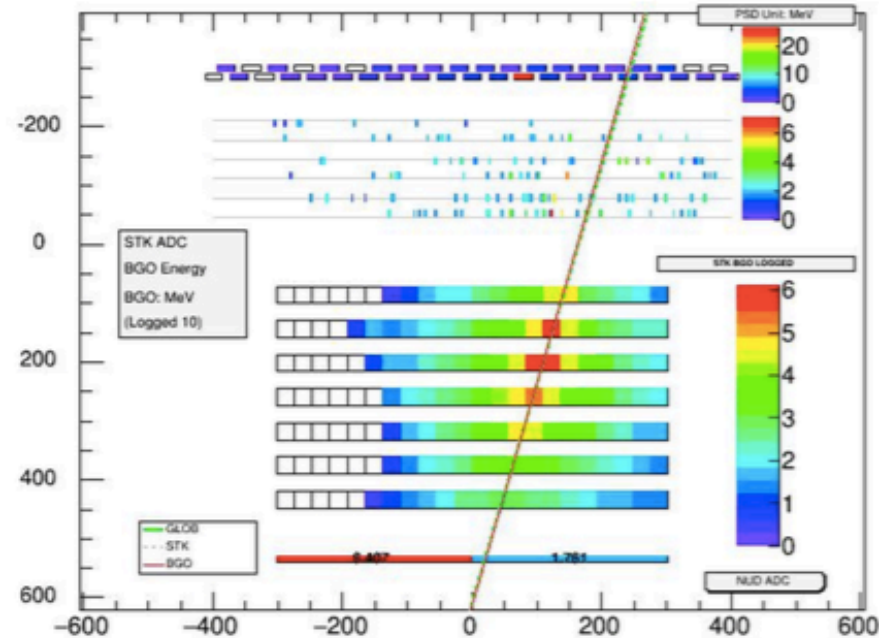 PSD Unit: MeV
20
10
0
6
4
2
0
-200
0
200
400
600
STK ADC
BGO Energy
BGO: MeV
(Logged 10)
STK BGO LOGGED
6
5
4
3
2
1
0
GLOB
STK
BGO
1.761
NUD ADC
-600
-400
-200
0
200
400
600